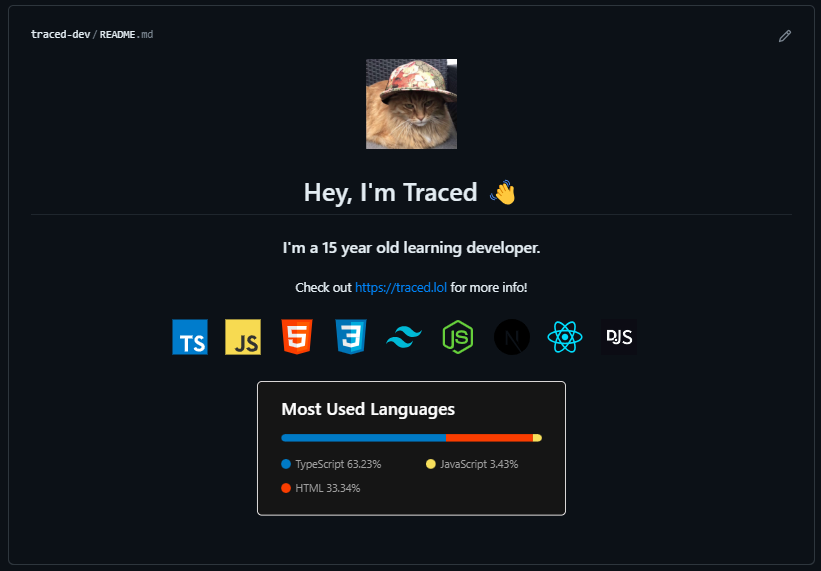 traced-dev / README.md
Hey, I'm Traced 👋
I'm a 15 year old learning developer.
Check out https://traced.lol for more info!
TS JS 5 3 JS N DJS
Most Used Languages
TypeScript 63.23% JavaScript 3.43%
HTML 33.34%